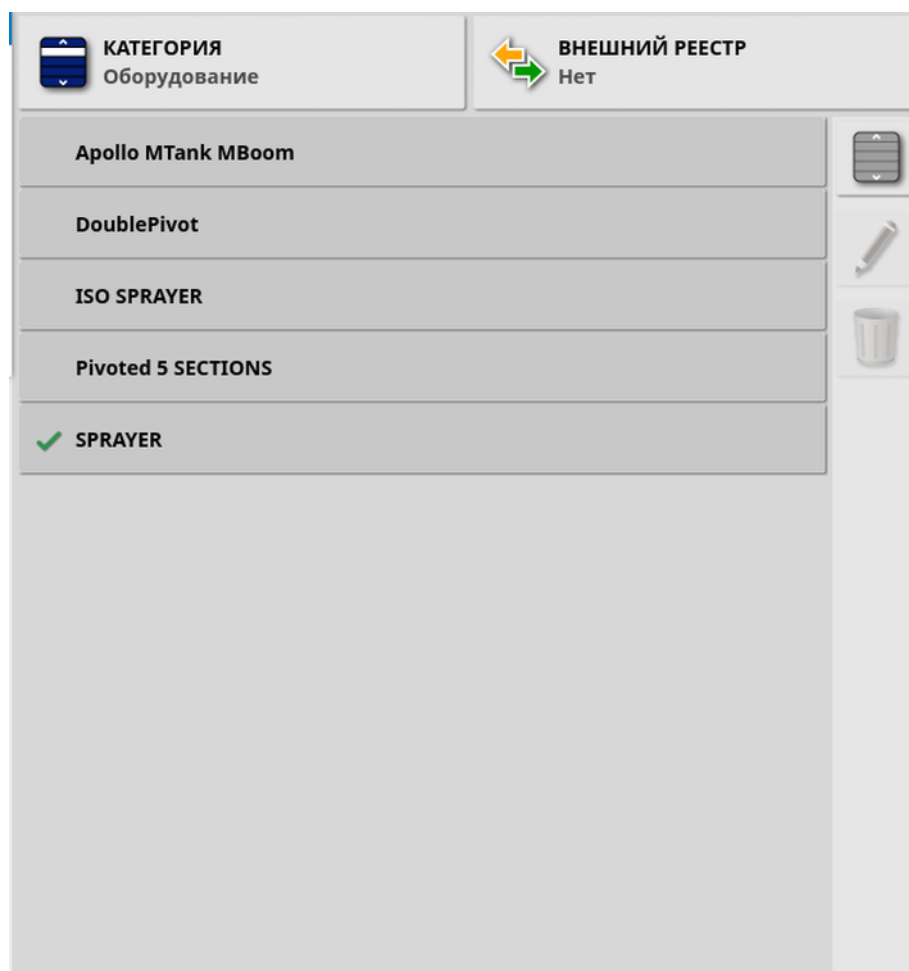 КАТЕГОРИЯ
Оборудование
ВНЕШНИЙ РЕЕСТР
Нет
Apollo MTank MBoom
DoublePivot
ISO SPRAYER
Pivoted 5 SECTIONS
SPRAYER